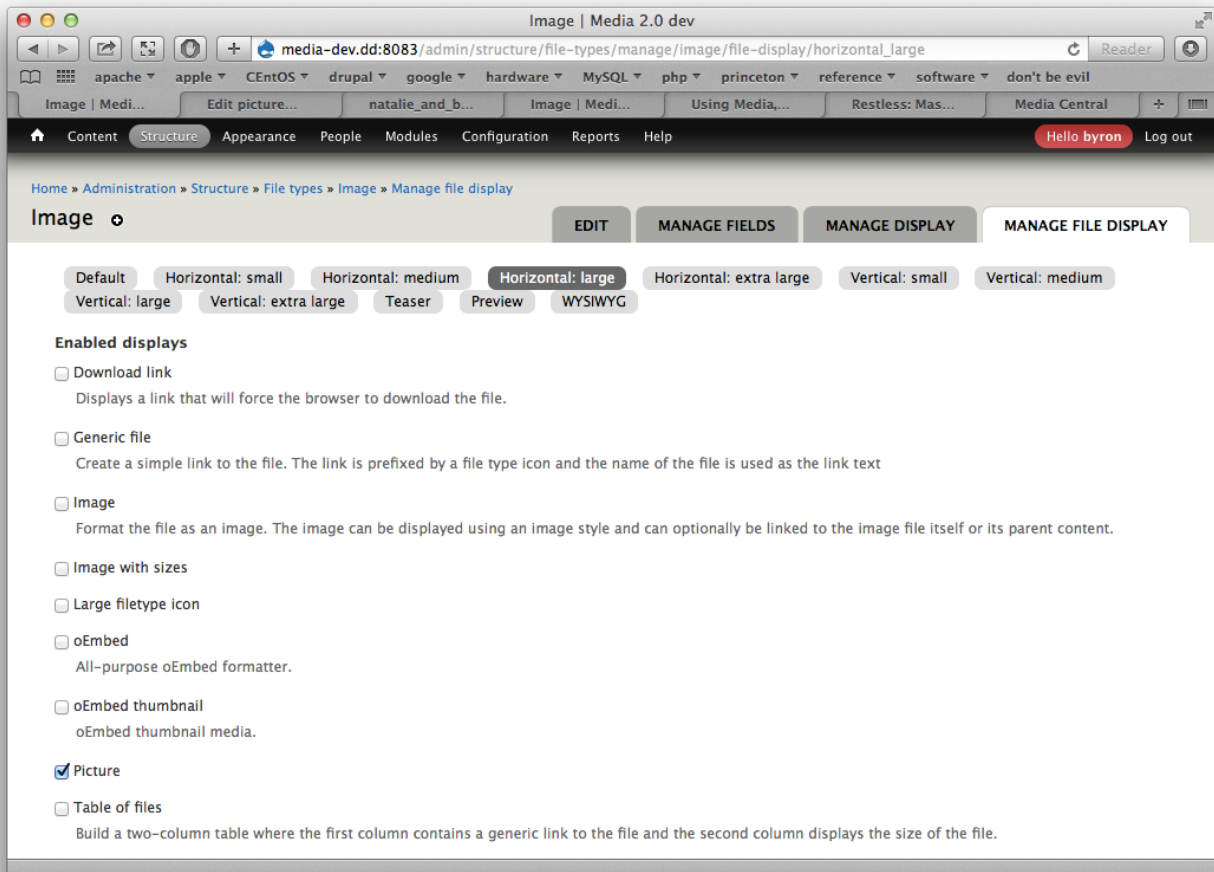 Image | Media 2.0 dev
media-dev.dd:8083/admin/structure/file-types/manage/image/file-display/horizontal_large Reader
apache apple CEntOS drupal google hardware MySQL php princeton reference software don't be evil
Image | Medi... Edit picture... natalie_and_b... Image | Medi... Using Media,... Restless: Mas... Media Central
Content Structure Appearance People Modules Configuration Reports Help Hello byron Log out
Home » Administration » Structure » File types » Image » Manage file display
Image EDIT MANAGE FIELDS MANAGE DISPLAY MANAGE FILE DISPLAY
Default Horizontal: small Horizontal: medium Horizontal: large Horizontal: extra large Vertical: small Vertical: medium
Vertical: large Vertical: extra large Teaser Preview WYSIWYG
Enabled displays
Download link
Displays a link that will force the browser to download the file.
Generic file
Create a simple link to the file. The link is prefixed by a file type icon and the name of the file is used as the link text
Image
Format the file as an image. The image can be displayed using an image style and can optionally be linked to the image file itself or its parent content.
Image with sizes
Large filetype icon
oEmbed
All-purpose oEmbed formatter.
oEmbed thumbnail
oEmbed thumbnail media.
Picture
Table of files
Build a two-column table where the first column contains a generic link to the file and the second column displays the size of the file.